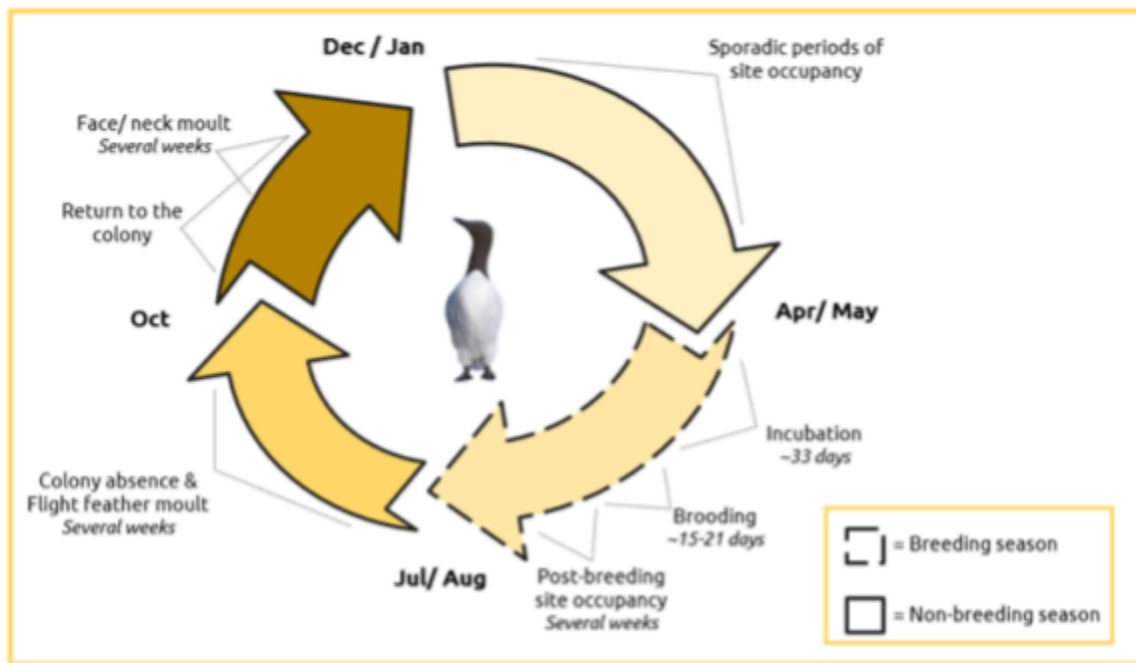 Dec / Jan
Sporadic periods of
site occupancy
Face/ neck moult
Several weeks
Return to the
colony
Oct
Apr/ May
Incubation
~33 days
Colony absence &
Flight feather moult
Several weeks
Brooding
~15-21 days
Jul/ Aug
Post-breeding
site occupancy
Several weeks
= Breeding season
= Non-breeding season